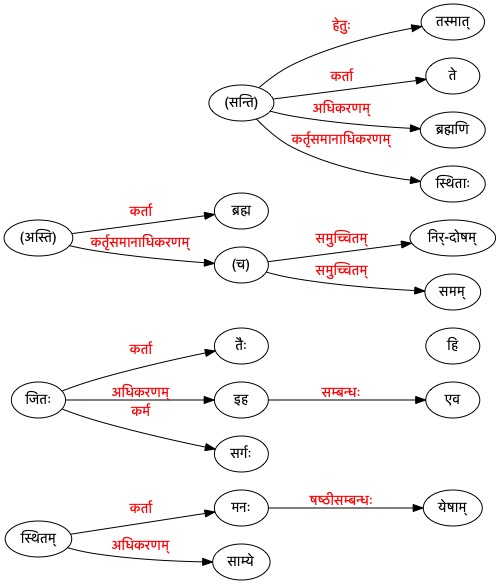 हेतुः
तस्मात्
कर्ता
ते
(सन्ति)
अधिकरणम्
ब्रह्मणि
कर्तृसमानाधिकरणम्
स्थिताः
कर्ता
ब्रह्म
(अस्ति)
कर्तृसमानाधिकरणम्
(च)
समुच्चितम्
निर्-दोषम्
समुच्चितम्
समम्
कर्ता
तैः
हि
जितः
अधिकरणम्
इह
सम्बन्धः
एव
कर्म
सर्गः
कर्ता
मनः
षष्ठीसम्बन्धः
येषाम्
स्थितम्
अधिकरणम्
साम्ये